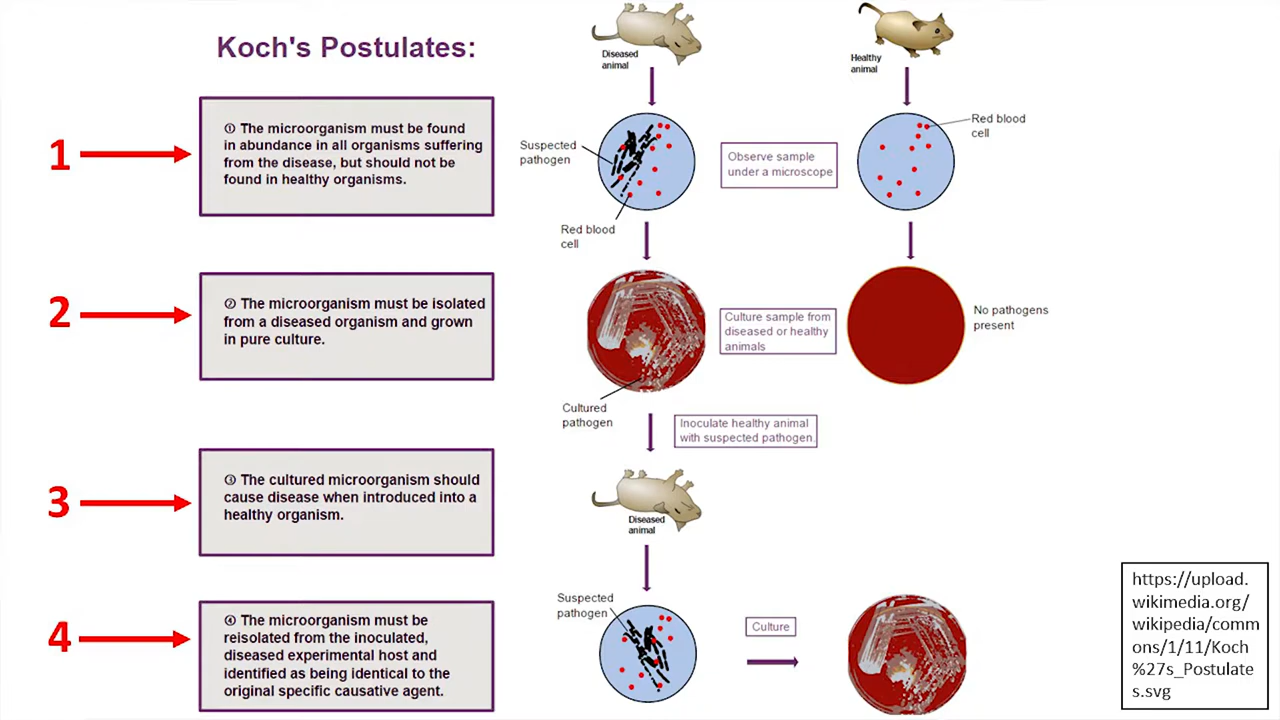 Koch's Postulates:
1
① The microorganism must be found
in abundance in all organisms suffering
from the disease, but should not be
found in healthy organisms.
2
② The microorganism must be isolated
from a diseased organism and grown
in pure culture.
3
③ The cultured microorganism should
cause disease when introduced into a
healthy organism.
4
④ The microorganism must be
reisolated from the inoculated,
diseased experimental host and
identified as being identical to the
original specific causative agent.
Diseased
animal
Healthy
animal
Suspected
pathogen
Red blood
cell
Observe sample
under a microscope
Red blood
cell
Culture sample from
diseased or healthy
animals
No pathogens
present
Cultured
pathogen
Inoculate healthy animal
with suspected pathogen.
Diseased
animal
Suspected
pathogen
Culture
https://upload.
wikimedia.org/
wikipedia/comm
ons/1/11/Koch
%27s_Postulate
s.svg